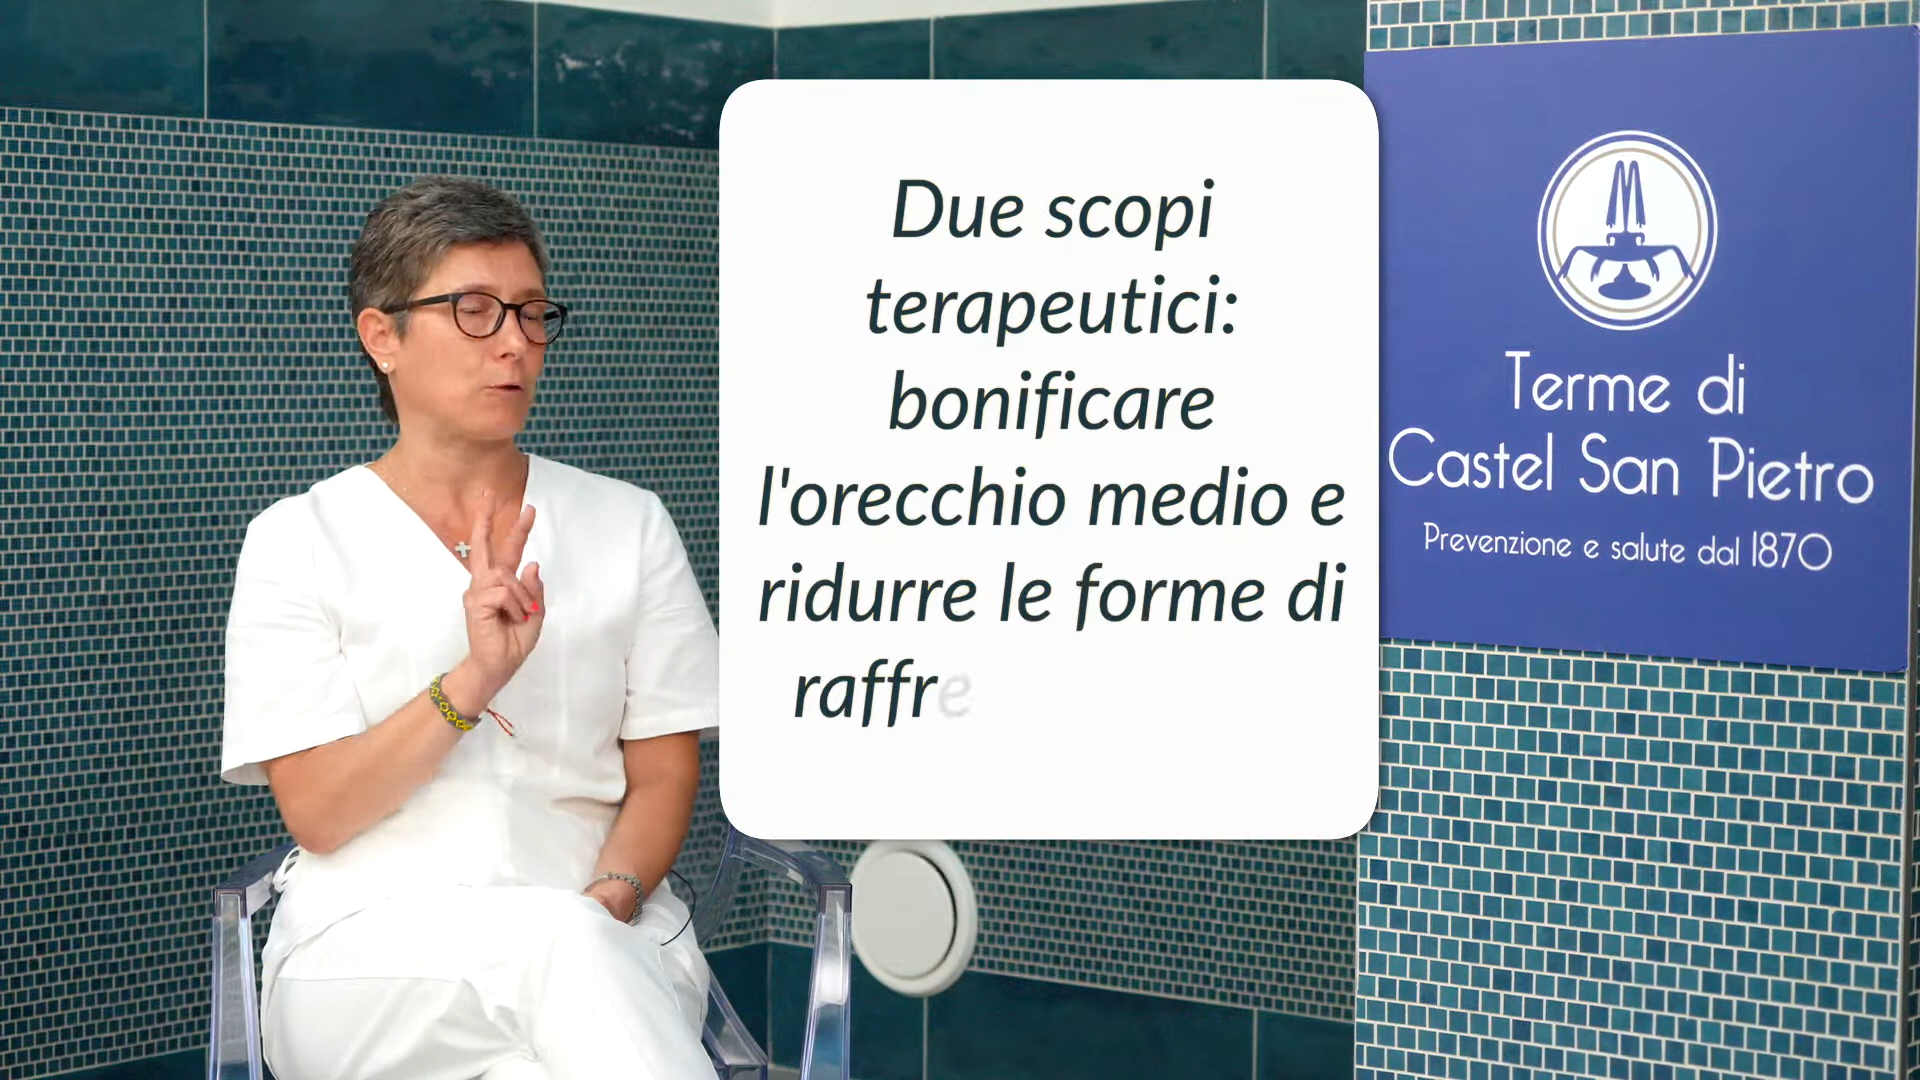 Due scopi
terapeutici:
bonificare
l'orecchio medio e
ridurre le forme di
raffre
Terme di
Castel San Pietro
Prevenzione e salute dal 1870